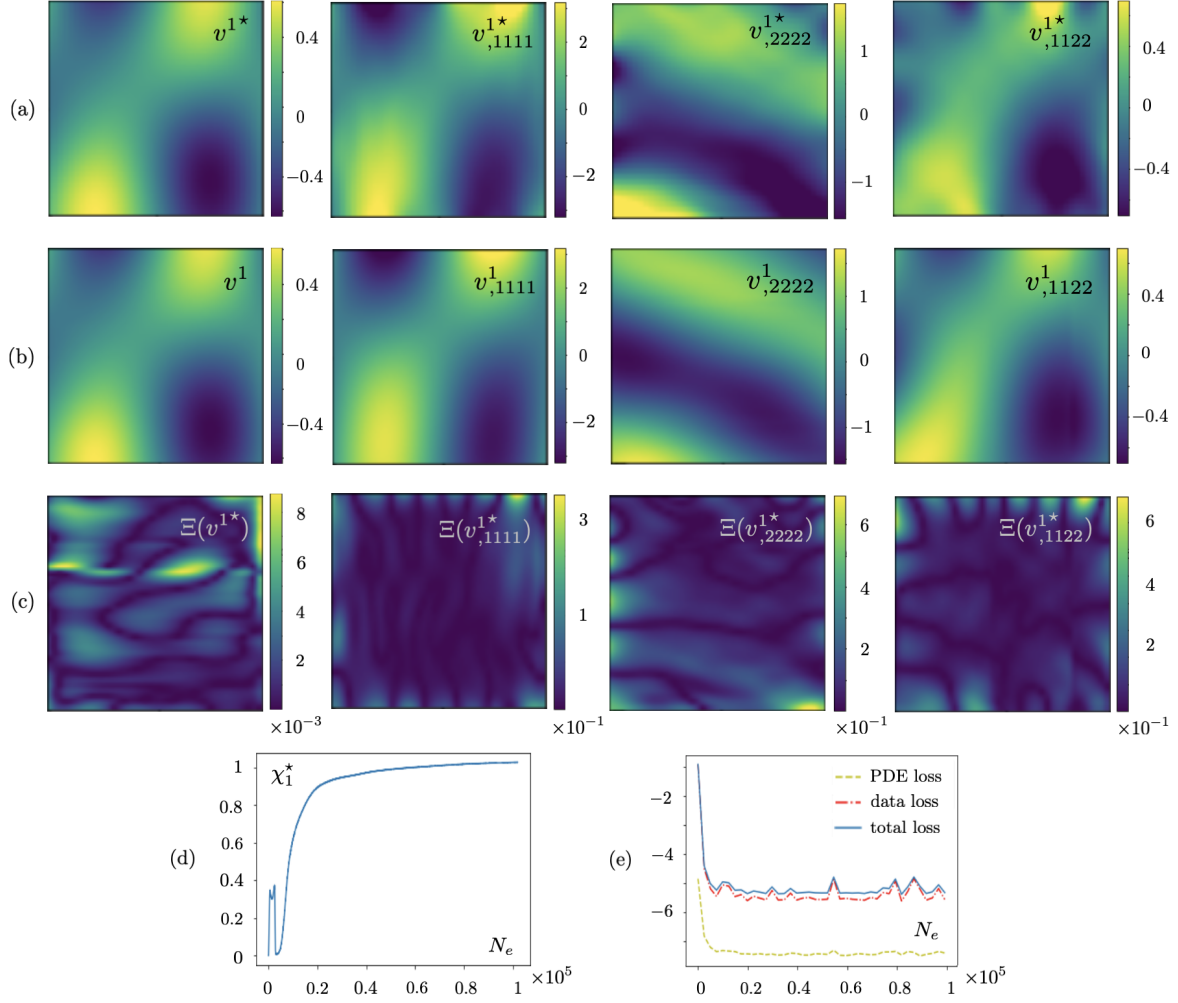 (a)
v^{1⋆} 0.4 0 −0.4
v^{1⋆}_{,1111} 2 0 −2
v^{1⋆}_{,2222} 1 0 −1
v^{1⋆}_{,1122} 0.4 0 −0.4
(b)
v^1 0.4 0 −0.4
v^1_{,1111} 2 0 −2
v^1_{,2222} 1 0 −1
v^1_{,1122} 0.4 0 −0.4
(c)
Ξ(v^{1⋆}) 8 6 4 2 ×10^{−3}
Ξ(v^{1⋆}_{,1111}) 3 1 ×10^{−1}
Ξ(v^{1⋆}_{,2222}) 6 4 2 ×10^{−1}
Ξ(v^{1⋆}_{,1122}) 6 4 2 ×10^{−1}
(d)
χ^⋆_1
1
0.8
0.6
0.4
0.2
0
N_e
0 0.2 0.4 0.6 0.8 1 ×10^5
(e)
PDE loss
data loss
total loss
−2
−4
−6
N_e
0 0.2 0.4 0.6 0.8 1 ×10^5